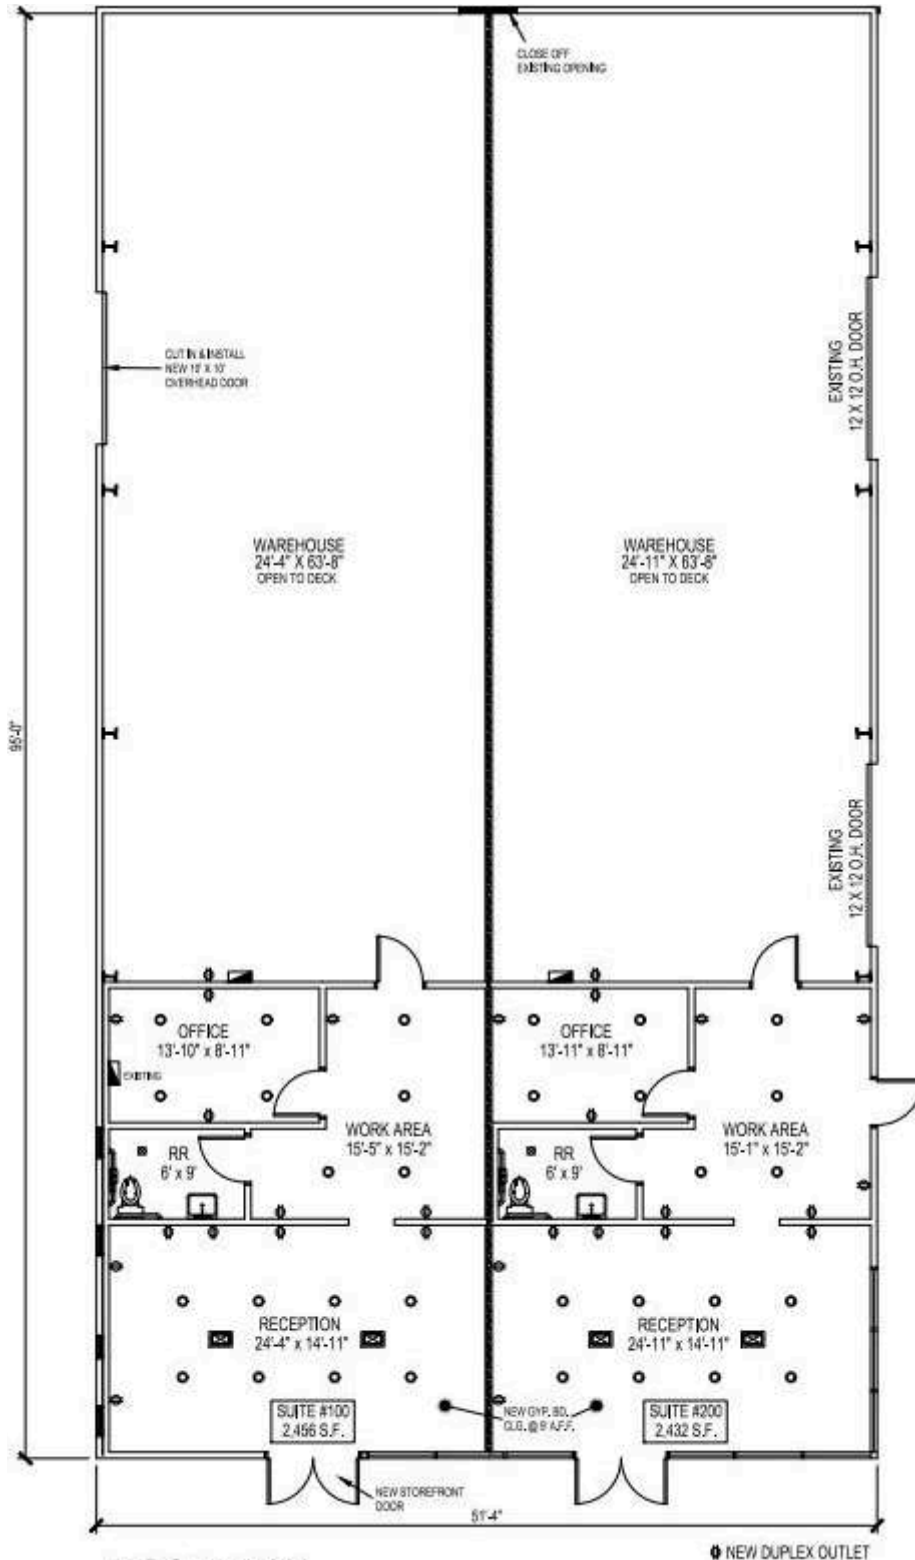 CLOSE OFF
EXISTING OPENING
CUT IN & INSTALL
NEW 10' X 10'
OVERHEAD DOOR
EXISTING
12 X 12 O.H. DOOR
WAREHOUSE
24'-4" X 63'-8"
OPEN TO DECK
WAREHOUSE
24'-11" X 63'-8"
OPEN TO DECK
95'-0"
EXISTING
12 X 12 O.H. DOOR
OFFICE
13'-10" x 8'-11"
OFFICE
13'-11" x 8'-11"
EXISTING
WORK AREA
15'-5" x 15'-2"
WORK AREA
15'-1" x 15'-2"
RR
6' x 9'
RR
6' x 9'
RECEPTION
24'-4" x 14'-11"
RECEPTION
24'-11" x 14'-11"
SUITE #100
2,456 S.F.
NEW GYP. BD.
CLG. @ 9' A.F.F.
SUITE #200
2,432 S.F.
NEW STOREFRONT
DOOR
51'-4"
NEW DUPLEX OUTLET